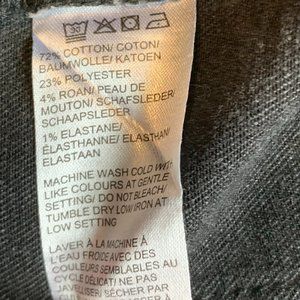 30
72% COTTON/ COTON/
BAUMWOLLE/ KATOEN
23% POLYESTER
4% ROAN/ PEAU DE
MOUTON/ SCHAFSLEDER/
SCHAAPSLEDER
1% ELASTANE/
ÉLASTHANNE/ ELASTHAN/
ELASTAAN
MACHINE WASH COLD WITH
LIKE COLOURS AT GENTLE
SETTING/ DO NOT BLEACH/
TUMBLE DRY LOW IRON AT
LOW SETTING
LAVER À LA MACHINE À
L'EAU FROIDE AVEC DES
COULEURS SEMBLABLES AU
CYCLE DÉLICAT/ NE PAS
JAVELLISER/ SÉCHER PAR